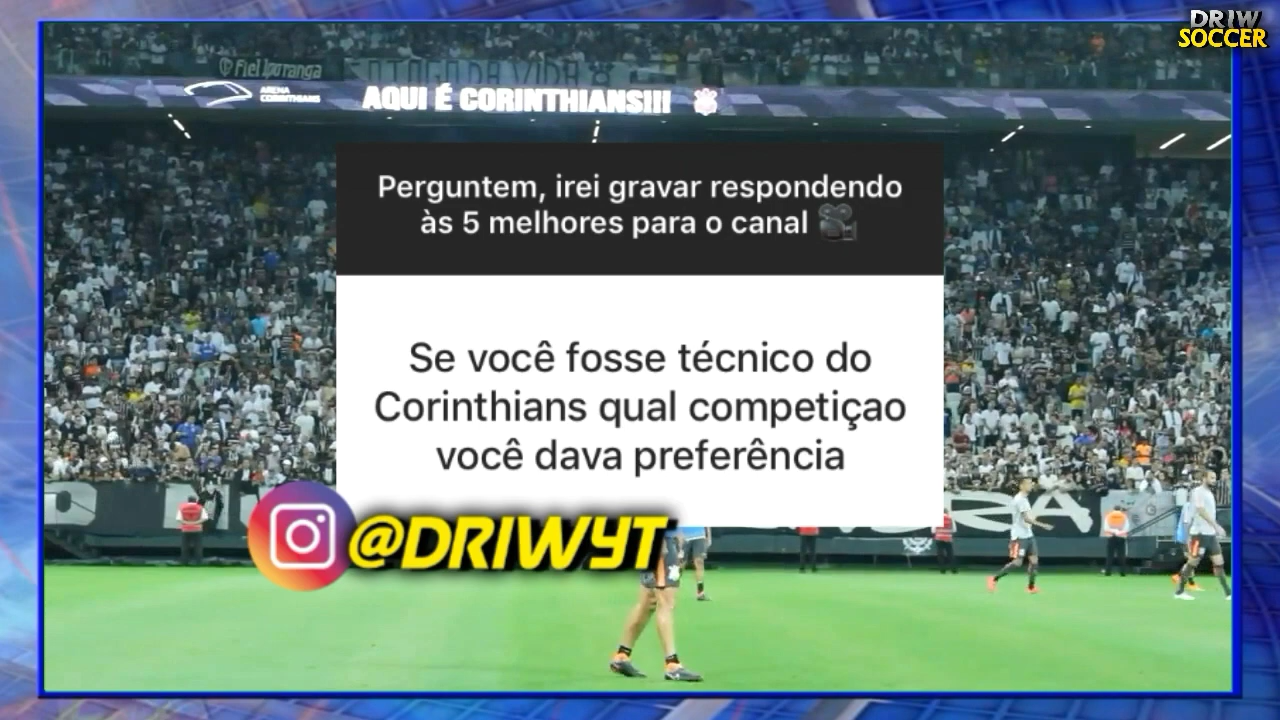 DRIW
SOCCER
Fiel Ipiranga
ARENA
CORINTHIANS
AQUI É CORINTHIANS!!!
Perguntem, irei gravar respondendo
às 5 melhores para o canal
Se você fosse técnico do
Corinthians qual competiçao
você dava preferência
@DRIWYT